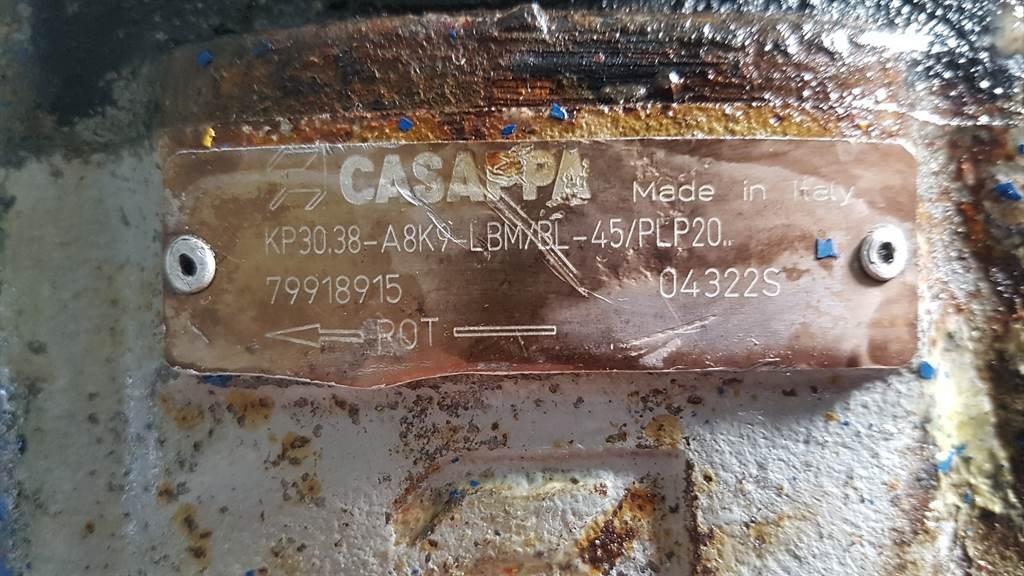 CASAPPA Made in Italy
KP30.38-A8K9-LBM/BL-45/PLP20..
79918915 04322S
ROT